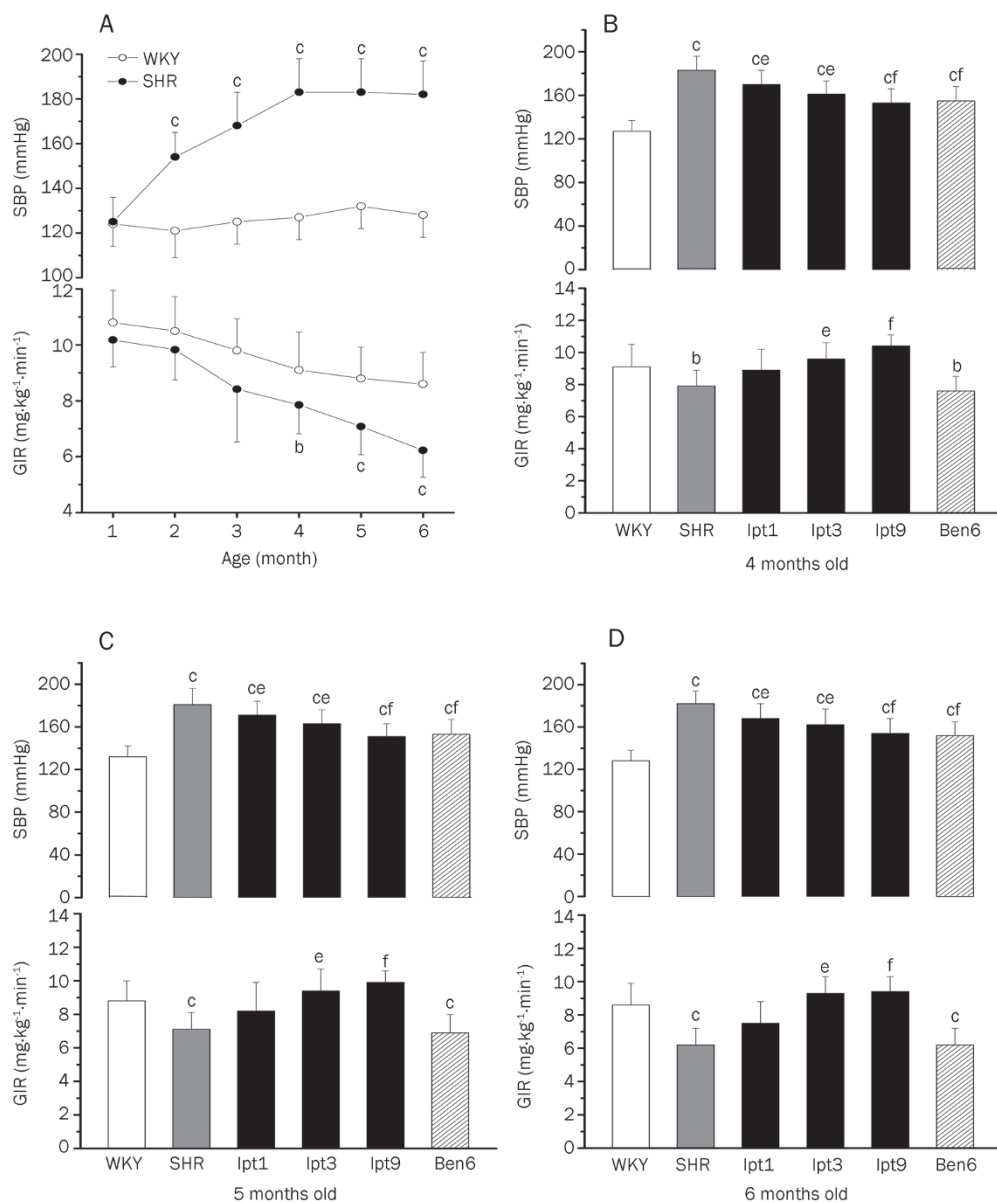 A
WKY
SHR
SBP (mmHg)
200
180
160
140
120
100
c
c
c
c
c
GIR (mg·kg⁻¹·min⁻¹)
12
10
8
6
4
b
c
c
1 2 3 4 5 6
Age (month)
B
SBP (mmHg)
200
160
120
80
40
0
c ce ce cf cf
GIR (mg·kg⁻¹·min⁻¹)
14
12
10
8
6
4
2
0
b e f b
WKY SHR Ipt1 Ipt3 Ipt9 Ben6
4 months old
C
SBP (mmHg)
200
160
120
80
40
0
c ce ce cf cf
GIR (mg·kg⁻¹·min⁻¹)
14
12
10
8
6
4
2
0
c e f c
WKY SHR Ipt1 Ipt3 Ipt9 Ben6
5 months old
D
SBP (mmHg)
200
160
120
80
40
0
c ce ce cf cf
GIR (mg·kg⁻¹·min⁻¹)
14
12
10
8
6
4
2
0
c e f c
WKY SHR Ipt1 Ipt3 Ipt9 Ben6
6 months old